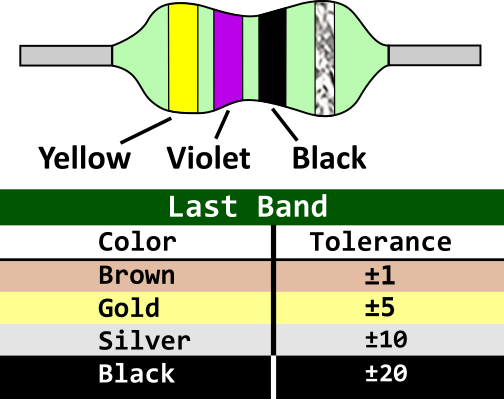 Yellow Violet Black
Last Band
Color Tolerance
Brown ±1
Gold ±5
Silver ±10
Black ±20